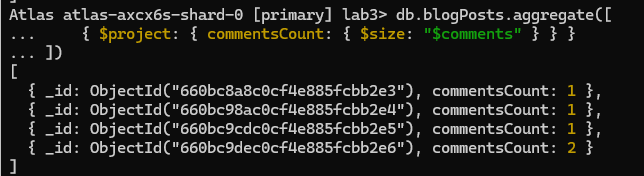 Atlas atlas-axcx6s-shard-0 [primary] lab3> db.blogPosts.aggregate([
...     { $project: { commentsCount: { $size: "$comments" } } }
... ])
[
  { _id: ObjectId("660bc8a8c0cf4e885fcbb2e3"), commentsCount: 1 },
  { _id: ObjectId("660bc98ac0cf4e885fcbb2e4"), commentsCount: 1 },
  { _id: ObjectId("660bc9cdc0cf4e885fcbb2e5"), commentsCount: 1 },
  { _id: ObjectId("660bc9dec0cf4e885fcbb2e6"), commentsCount: 2 }
]